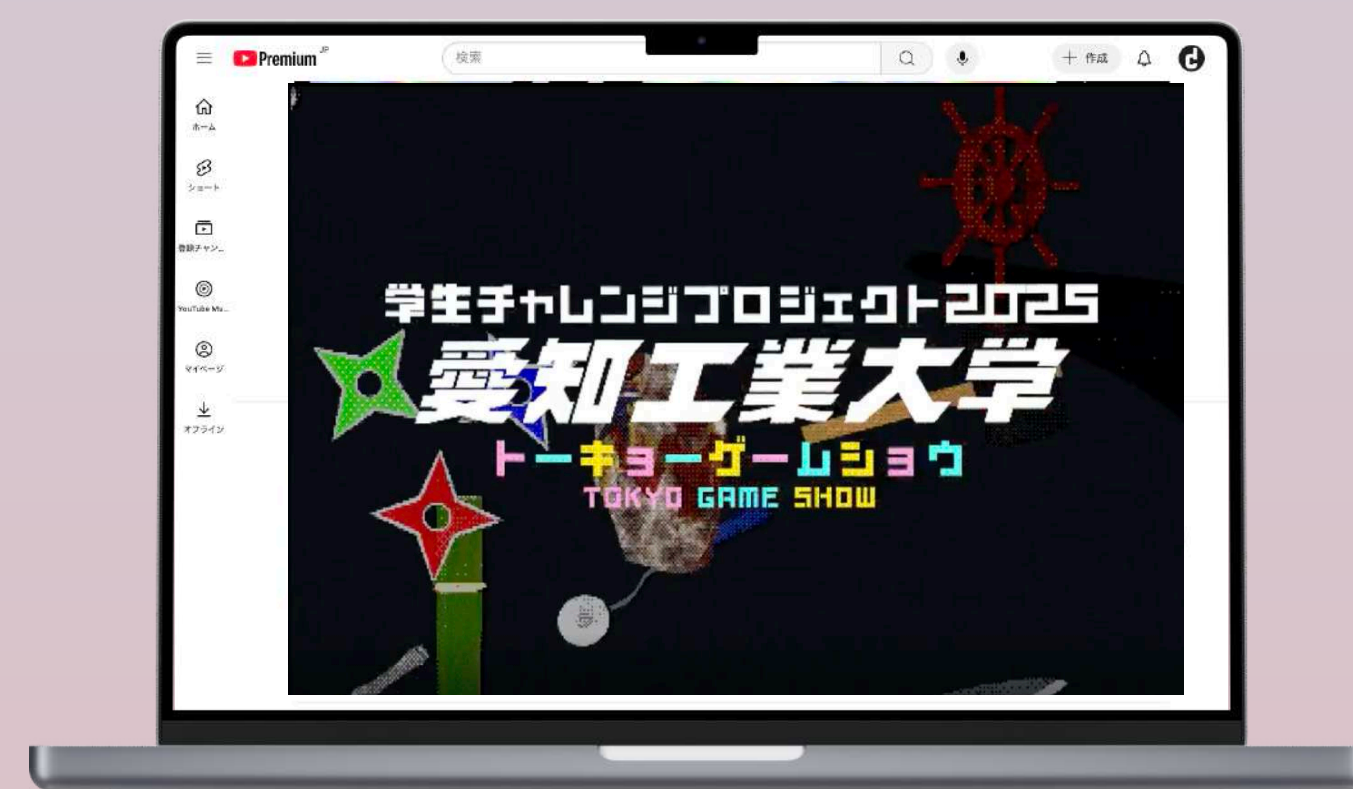 Premium JP
検索
作成
ホーム
ショート
登録チャン...
YouTube Mu...
マイページ
オフライン
学生チャレンジプロジェクト2025
愛知工業大学
トーキョーゲームショウ
TOKYO GAME SHOW